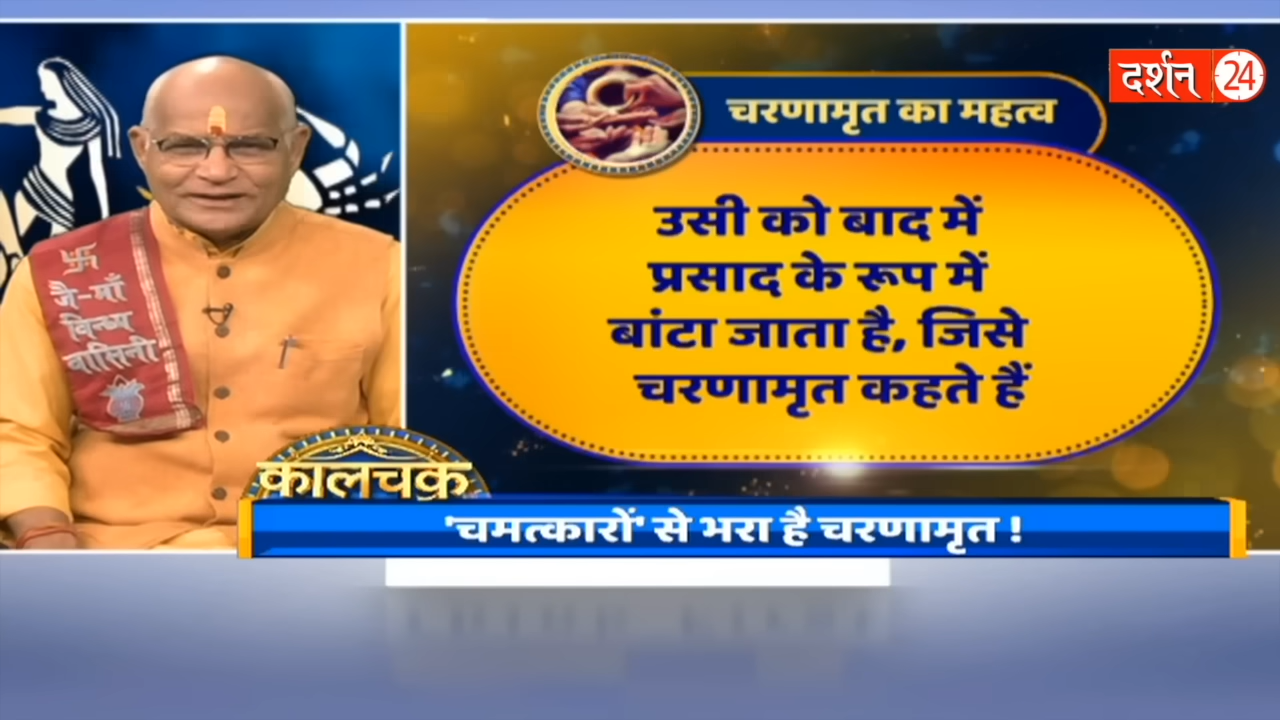 दर्शन 24
चरणामृत का महत्व
उसी को बाद में
प्रसाद के रूप में
बांटा जाता है, जिसे
चरणामृत कहते हैं
जै-माँ
विन्ध्य
वासिनी
कालचक्र
'चमत्कारों' से भरा है चरणामृत !